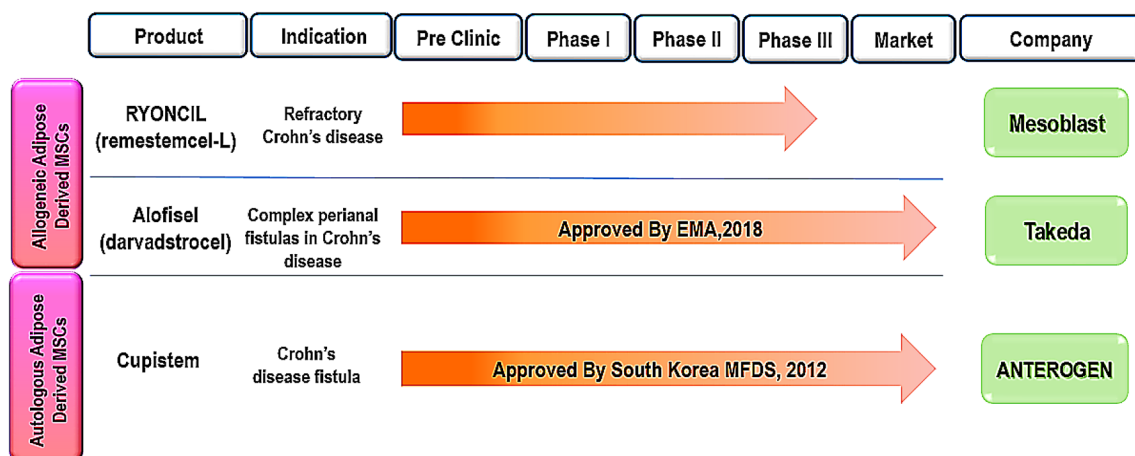 Product Indication Pre Clinic Phase I Phase II Phase III Market Company
Allogeneic Adipose
Derived MSCs
RYONCIL
(remestemcel-L)
Refractory
Crohn's disease
Mesoblast
Alofisel
(darvadstrocel)
Complex perianal
fistulas in Crohn's
disease
Approved By EMA,2018
Takeda
Autologous Adipose
Derived MSCs
Cupistem
Crohn's
disease fistula
Approved By South Korea MFDS, 2012
ANTEROGEN